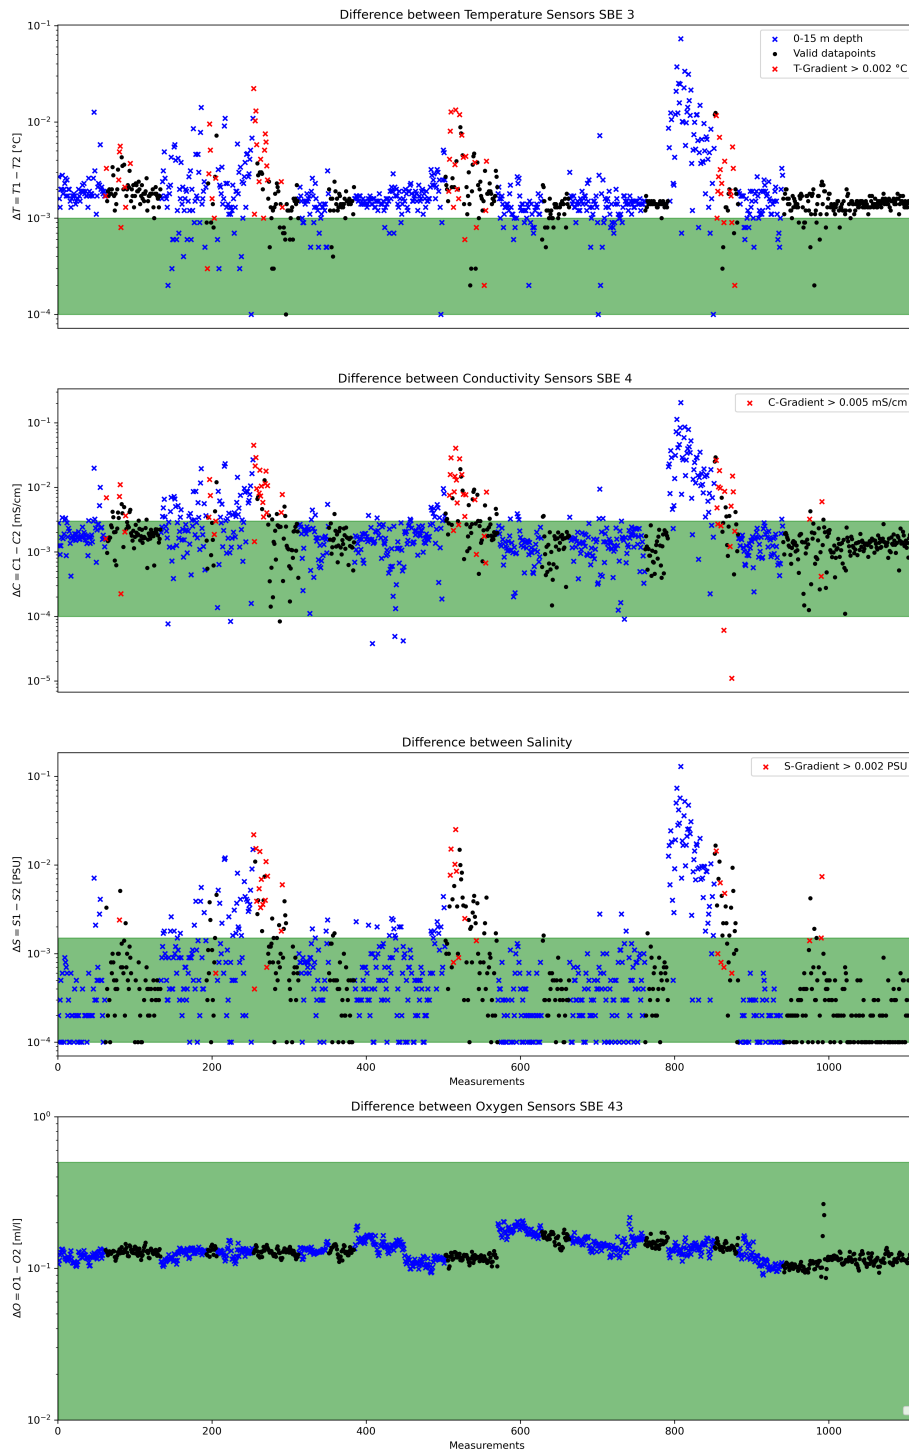 Difference between Temperature Sensors SBE 3
10⁻¹
10⁻²
10⁻³
10⁻⁴
ΔT = T1 − T2 [°C]
0-15 m depth
Valid datapoints
T-Gradient > 0.002 °C
Difference between Conductivity Sensors SBE 4
10⁻¹
10⁻²
10⁻³
10⁻⁴
10⁻⁵
ΔC = C1 − C2 [mS/cm]
C-Gradient > 0.005 mS/cm
Difference between Salinity
10⁻¹
10⁻²
10⁻³
10⁻⁴
ΔS = S1 − S2 [PSU]
S-Gradient > 0.002 PSU
0 200 400 600 800 1000
Measurements
Difference between Oxygen Sensors SBE 43
10⁰
10⁻¹
10⁻²
ΔO = O1 − O2 [ml/l]
0 200 400 600 800 1000
Measurements